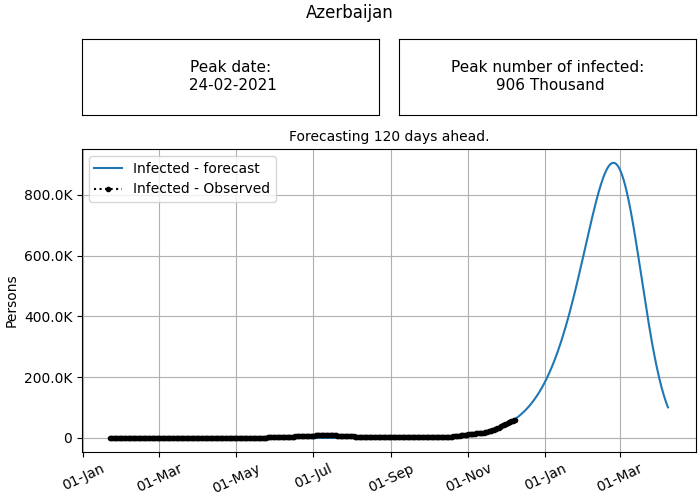 Azerbaijan
Peak date:
24-02-2021
Peak number of infected:
906 Thousand
Forecasting 120 days ahead.
Infected - forecast
Infected - Observed
Persons
800.0K
600.0K
400.0K
200.0K
0
01-Jan
01-Mar
01-May
01-Jul
01-Sep
01-Nov
01-Jan
01-Mar